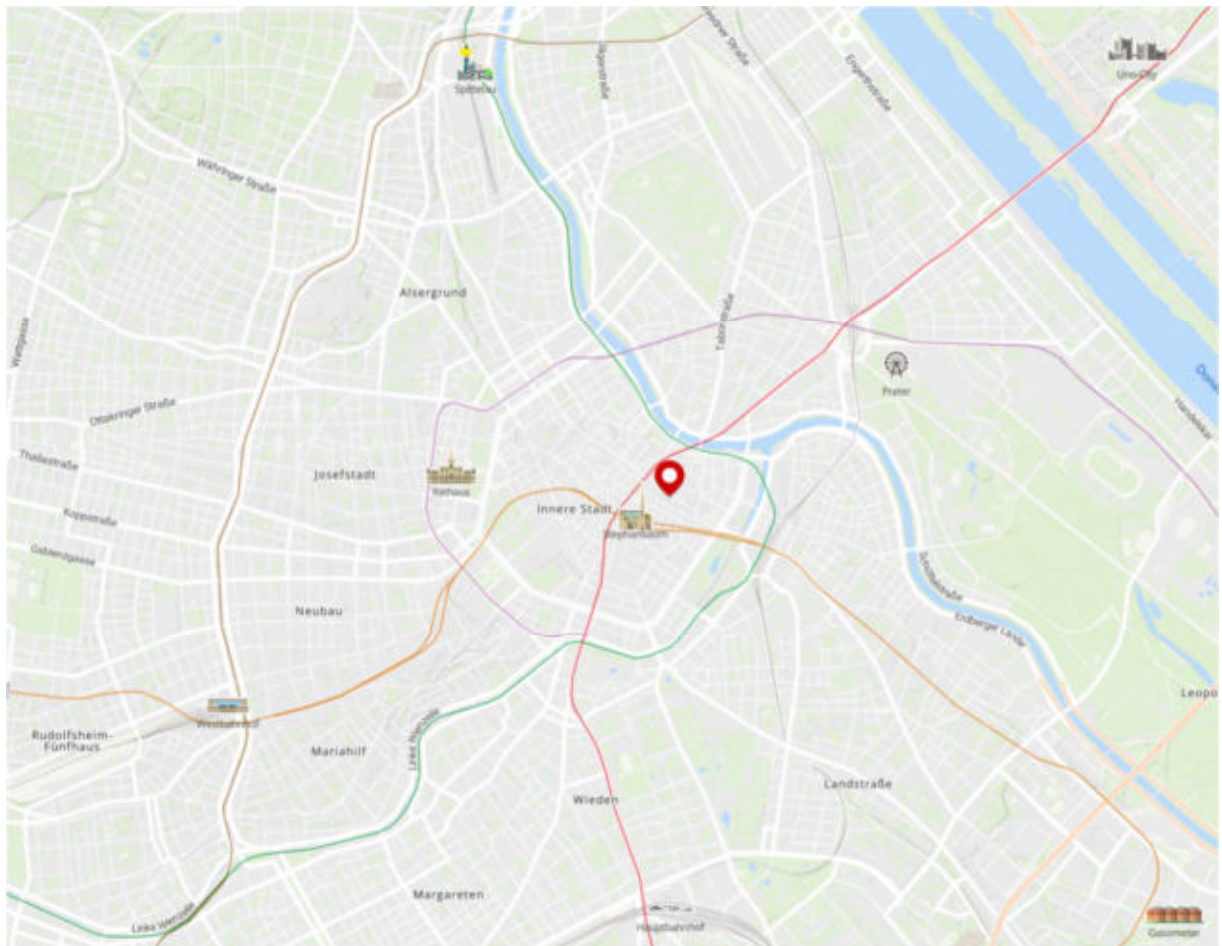 Uno-City
Engerthstraße
Spittelau
Währinger Straße
Alsergrund
Taborstraße
Wattgasse
Prater
Ottakringer Straße
Handelskai
Thaliastraße
Josefstadt
Rathaus
Koppstraße
Innere Stadt
Stephansdom
Gablenzgasse
Schüttelstraße
Neubau
Erdberger Lände
Leopo
Westbahnhof
Rudolfsheim-
Fünfhaus
Mariahilf
Linke Wienzeile
Landstraße
Wieden
Margareten
Linke Wienzeile
Hauptbahnhof
Gasometer